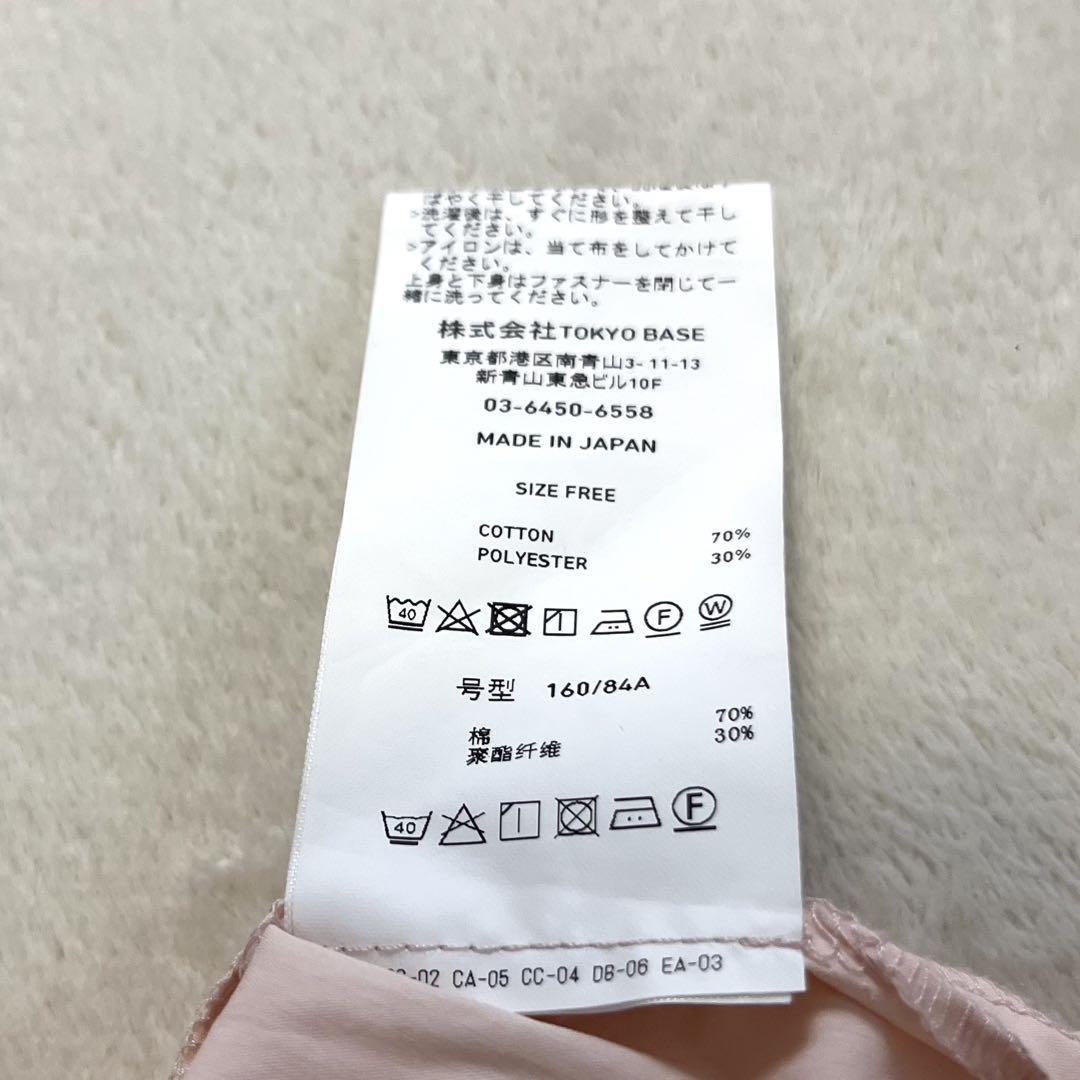 ばやく干してください。
>洗濯後は、すぐに形を整えて干し
てください。
>アイロンは、当て布をしてかけて
ください。
上身と下身はファスナーを閉じて一
緒に洗ってください。
株式会社TOKYO BASE
東京都港区南青山3-11-13
新青山東急ビル10F
03-6450-6558
MADE IN JAPAN
SIZE FREE
COTTON 70%
POLYESTER 30%
40 F W
号型 160/84A
棉 70%
聚酯纤维 30%
40 F
-02 CA-05 CC-04 DB-06 EA-03